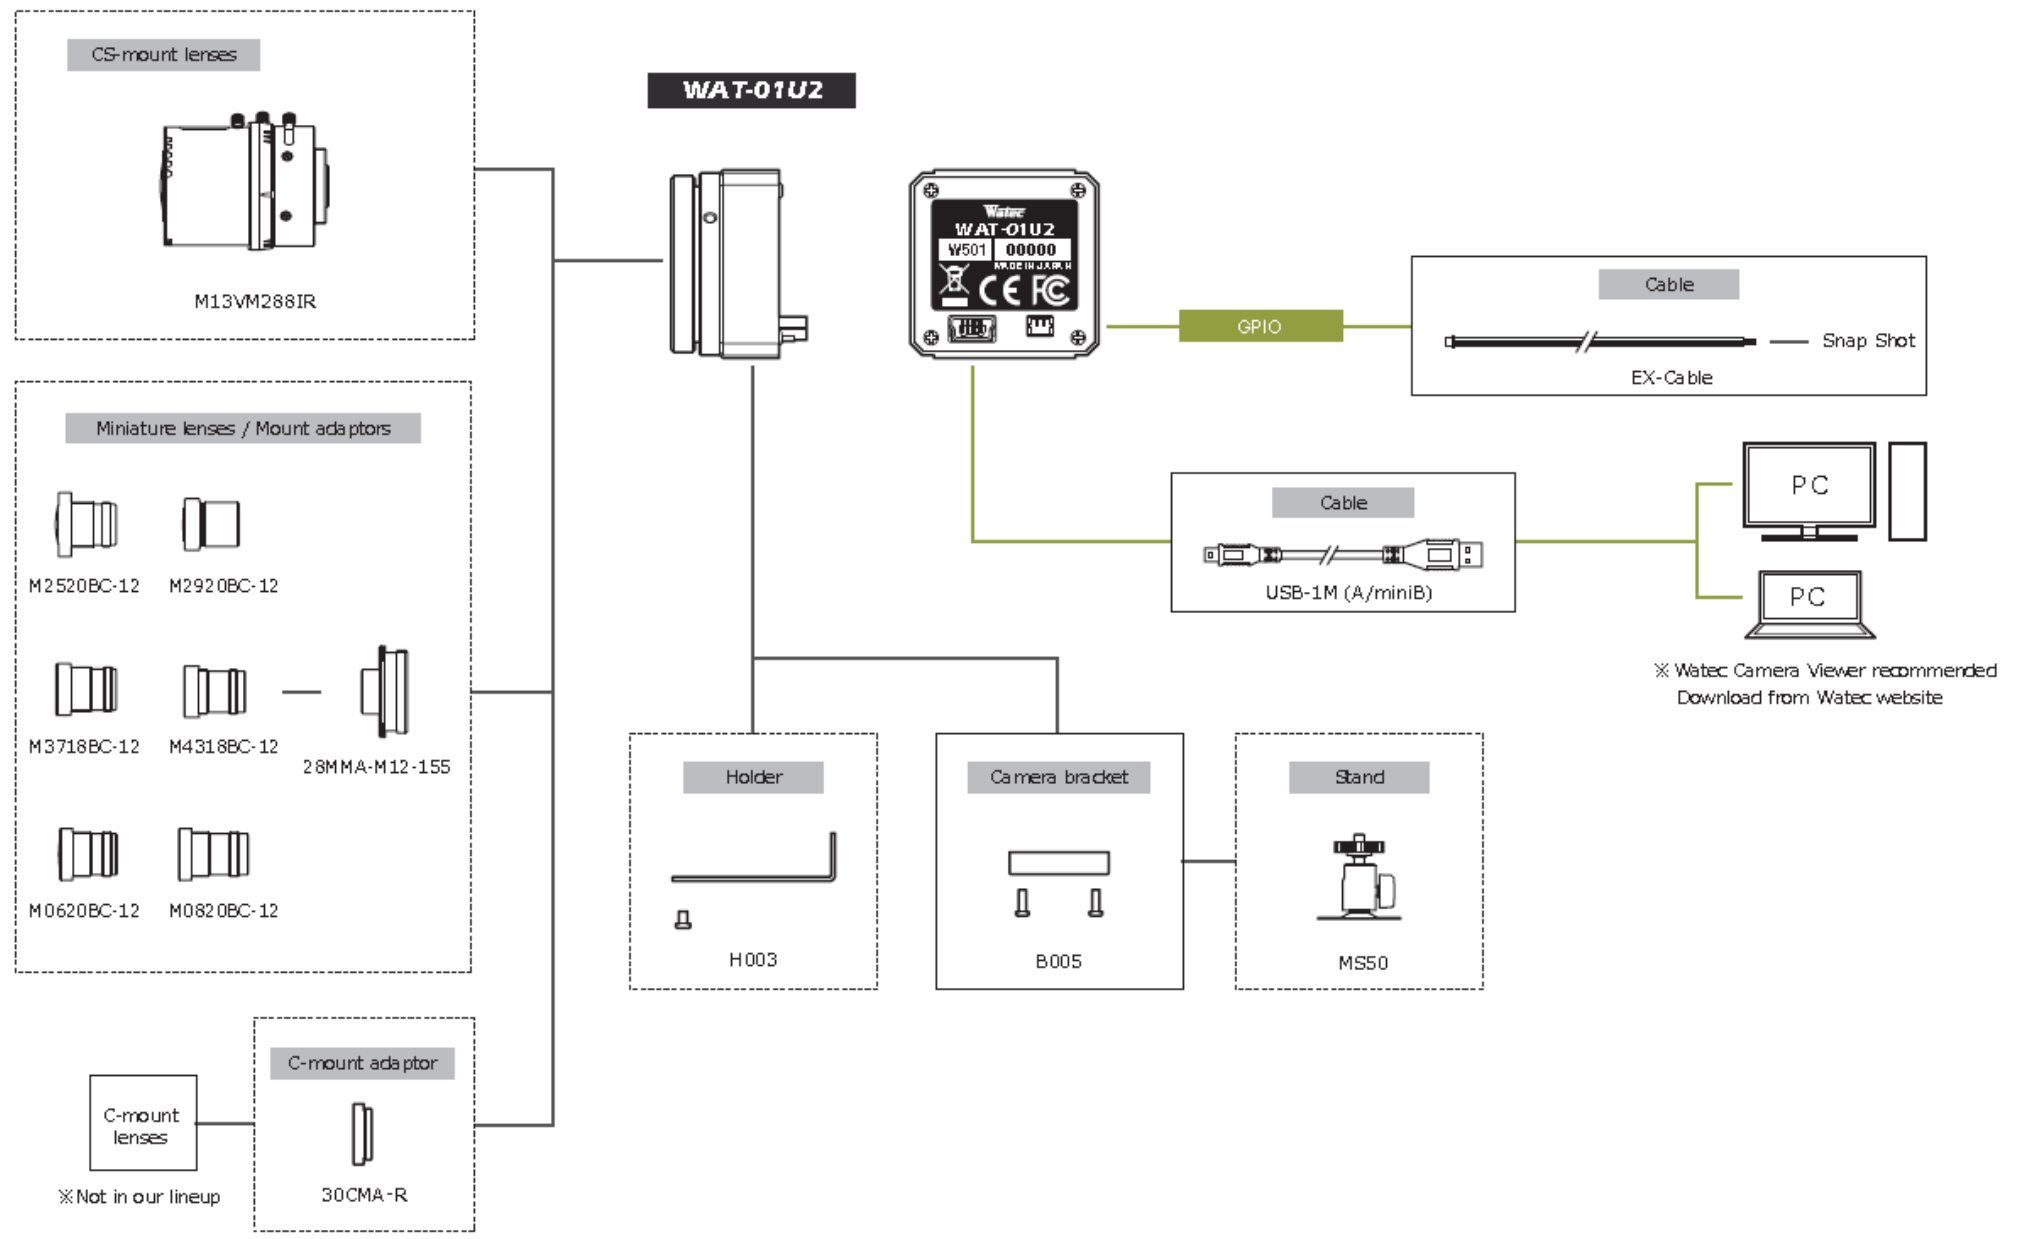 CS-mount lenses
M13VM288IR
WAT-01U2
Watec
WAT-01U2
W501 00000
MADE IN JAPAN
CE FC
GPIO
Cable
Snap Shot
EX-Cable
Miniature lenses / Mount adaptors
M2520BC-12 M2920BC-12
M3718BC-12 M4318BC-12
28MMA-M12-155
M0620BC-12 M0820BC-12
Cable
USB-1M (A/miniB)
PC
PC
※ Watec Camera Viewer recommended
Download from Watec website
Holder
H003
Camera bracket
B005
Stand
MS50
C-mount adaptor
30CMA-R
C-mount
lenses
※Not in our lineup